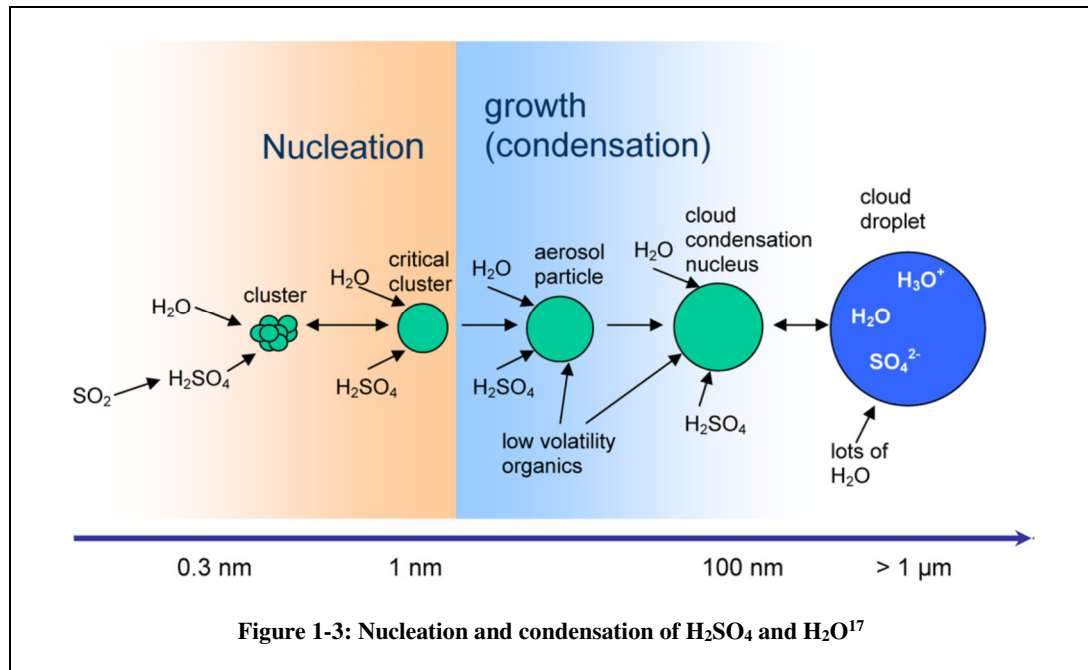 Nucleation
growth
(condensation)
SO₂
H₂O
H₂SO₄
cluster
H₂O
critical
cluster
H₂SO₄
H₂O
aerosol
particle
H₂SO₄
low volatility
organics
H₂O
cloud
condensation
nucleus
H₂SO₄
cloud
droplet
H₃O⁺
H₂O
SO₄²⁻
lots of
H₂O
0.3 nm
1 nm
100 nm
> 1 µm
Figure 1-3: Nucleation and condensation of H₂SO₄ and H₂O¹⁷